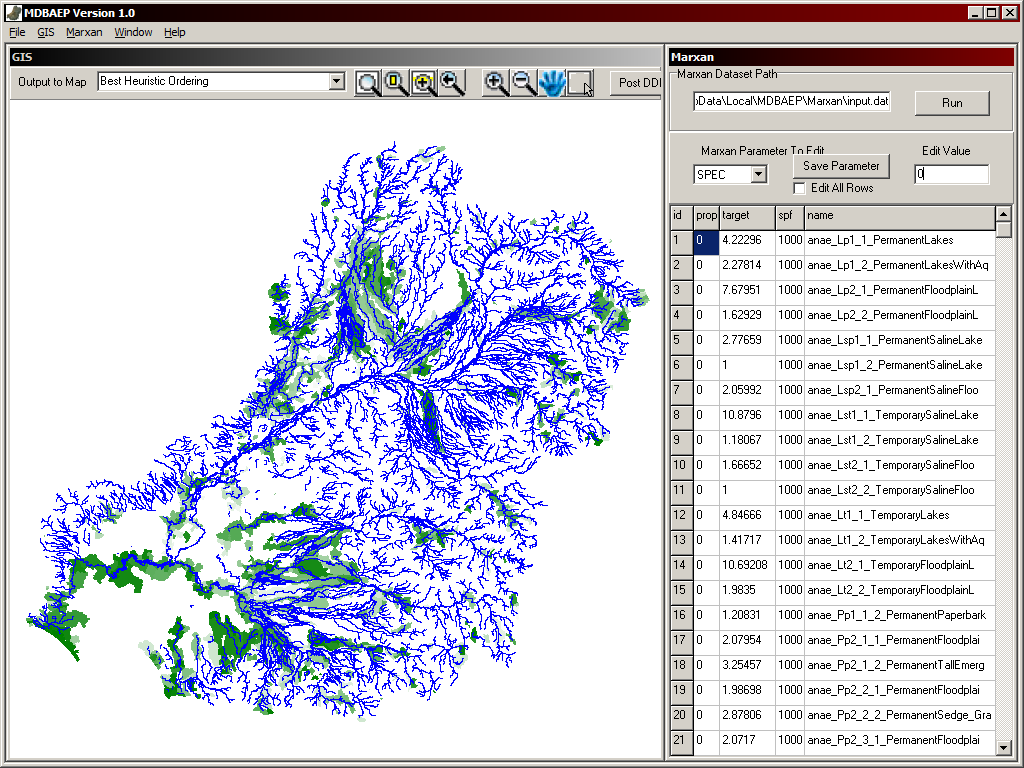 MDBAEP Version 1.0
File GIS Marxan Window Help
GIS
Output to Map Best Heuristic Ordering Post DDI
Marxan
Marxan Dataset Path
Data\Local\MDBAEP\Marxan\input.dat Run
Marxan Parameter To Edit Edit Value
SPEC Save Parameter 0
Edit All Rows
id prop target spf name
1 0 4.22296 1000 anae_Lp1_1_PermanentLakes
2 0 2.27814 1000 anae_Lp1_2_PermanentLakesWithAq
3 0 7.67951 1000 anae_Lp2_1_PermanentFloodplainL
4 0 1.62929 1000 anae_Lp2_2_PermanentFloodplainL
5 0 2.77659 1000 anae_Lsp1_1_PermanentSalineLake
6 0 1 1000 anae_Lsp1_2_PermanentSalineLake
7 0 2.05992 1000 anae_Lsp2_1_PermanentSalineFloo
8 0 10.8796 1000 anae_Lst1_1_TemporarySalineLake
9 0 1.18067 1000 anae_Lst1_2_TemporarySalineLake
10 0 1.66652 1000 anae_Lst2_1_TemporarySalineFloo
11 0 1 1000 anae_Lst2_2_TemporarySalineFloo
12 0 4.84666 1000 anae_Lt1_1_TemporaryLakes
13 0 1.41717 1000 anae_Lt1_2_TemporaryLakesWithAq
14 0 10.69208 1000 anae_Lt2_1_TemporaryFloodplainL
15 0 1.9835 1000 anae_Lt2_2_TemporaryFloodplainL
16 0 1.20831 1000 anae_Pp1_1_2_PermanentPaperbark
17 0 2.07954 1000 anae_Pp2_1_1_PermanentFloodplai
18 0 3.25457 1000 anae_Pp2_1_2_PermanentTallEmerg
19 0 1.98698 1000 anae_Pp2_2_1_PermanentFloodplai
20 0 2.87806 1000 anae_Pp2_2_2_PermanentSedge_Gra
21 0 2.0717 1000 anae_Pp2_3_1_PermanentFloodplai